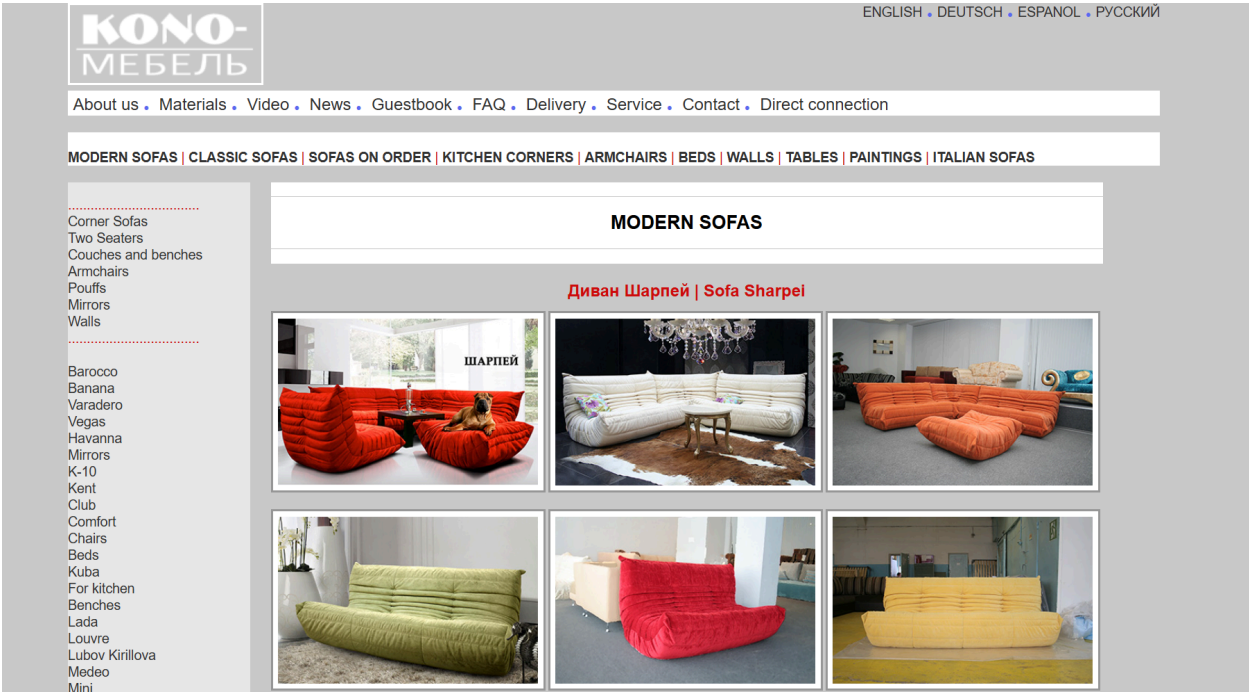 KONO-
МЕБЕЛЬ
ENGLISH • DEUTSCH • ESPANOL • РУССКИЙ
About us • Materials • Video • News • Guestbook • FAQ • Delivery • Service • Contact • Direct connection
MODERN SOFAS | CLASSIC SOFAS | SOFAS ON ORDER | KITCHEN CORNERS | ARMCHAIRS | BEDS | WALLS | TABLES | PAINTINGS | ITALIAN SOFAS
Corner Sofas
Two Seaters
Couches and benches
Armchairs
Pouffs
Mirrors
Walls
Barocco
Banana
Varadero
Vegas
Havanna
Mirrors
K-10
Kent
Club
Comfort
Chairs
Beds
Kuba
For kitchen
Benches
Lada
Louvre
Lubov Kirillova
Medeo
Mini
MODERN SOFAS
Диван Шарпей | Sofa Sharpei
ШАРПЕЙ